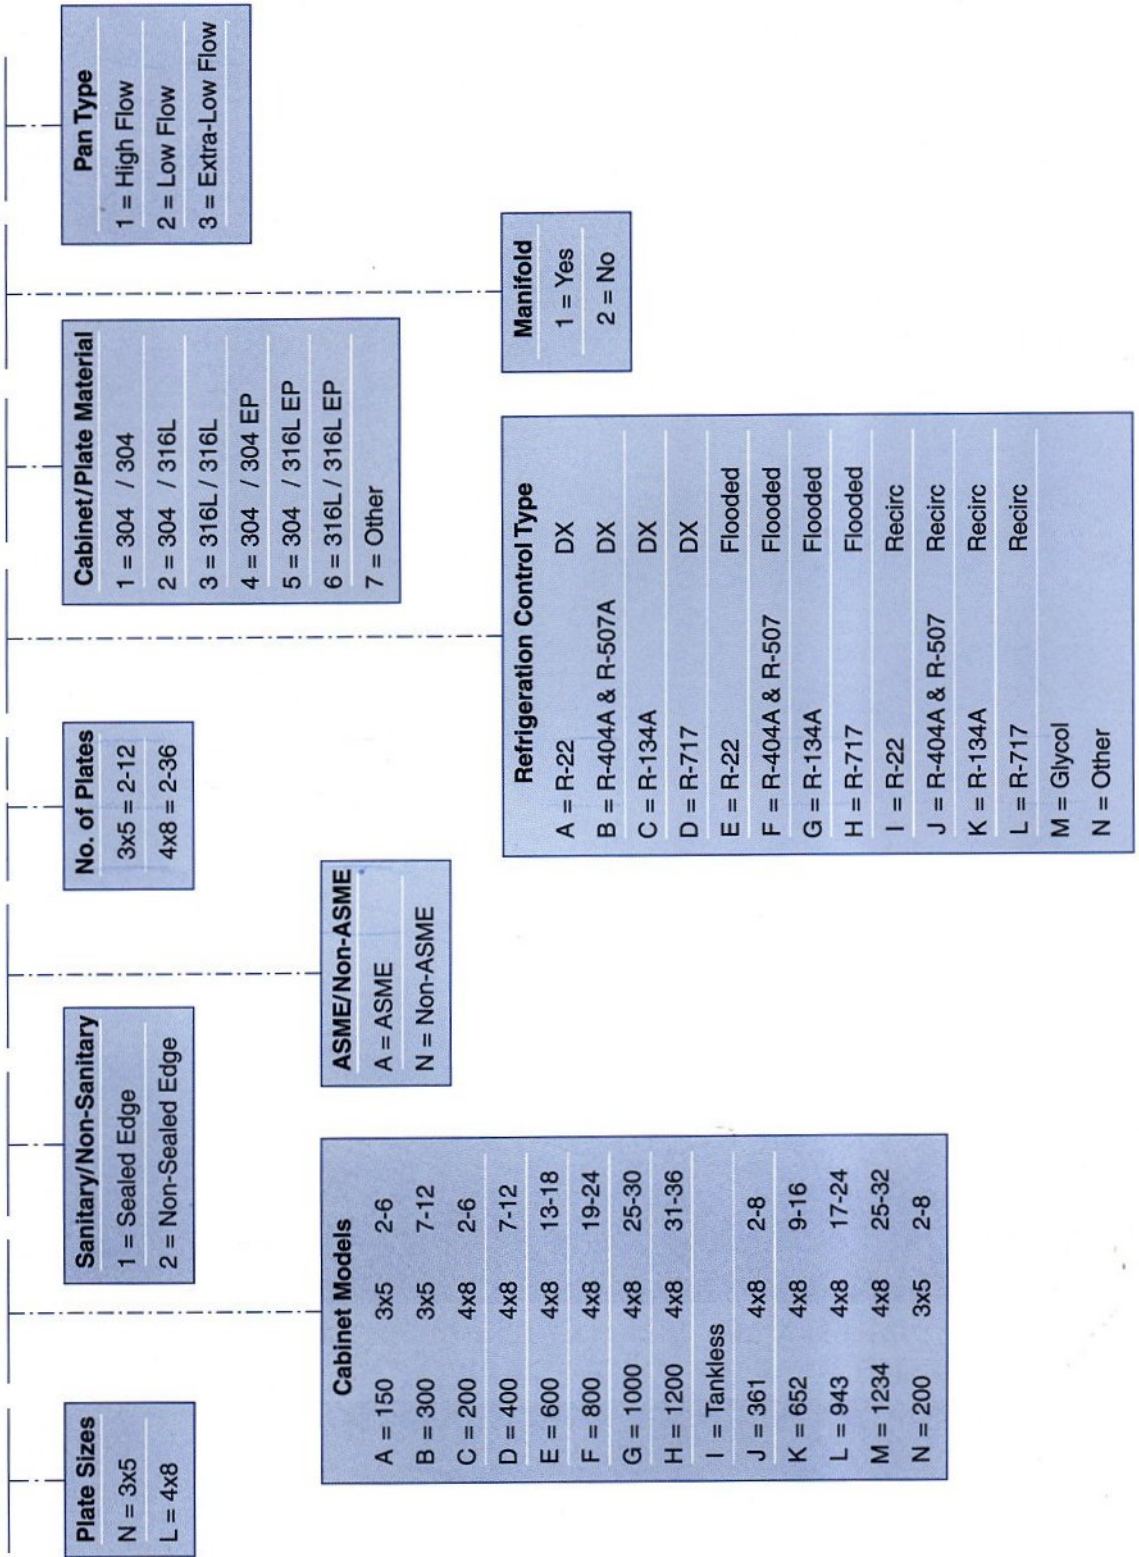 Plate Sizes
N = 3x5
L = 4x8
Cabinet Models
A = 150 3x5 2-6
B = 300 3x5 7-12
C = 200 4x8 2-6
D = 400 4x8 7-12
E = 600 4x8 13-18
F = 800 4x8 19-24
G = 1000 4x8 25-30
H = 1200 4x8 31-36
I = Tankless
J = 361 4x8 2-8
K = 652 4x8 9-16
L = 943 4x8 17-24
M = 1234 4x8 25-32
N = 200 3x5 2-8
Sanitary/Non-Sanitary
1 = Sealed Edge
2 = Non-Sealed Edge
ASME/Non-ASME
A = ASME
N = Non-ASME
No. of Plates
3x5 = 2-12
4x8 = 2-36
Refrigeration Control Type
A = R-22 DX
B = R-404A & R-507A DX
C = R-134A DX
D = R-717 DX
E = R-22 Flooded
F = R-404A & R-507 Flooded
G = R-134A Flooded
H = R-717 Flooded
I = R-22 Recirc
J = R-404A & R-507 Recirc
K = R-134A Recirc
L = R-717 Recirc
M = Glycol
N = Other
Cabinet/Plate Material
1 = 304 / 304
2 = 304 / 316L
3 = 316L / 316L
4 = 304 / 304 EP
5 = 304 / 316L EP
6 = 316L / 316L EP
7 = Other
Manifold
1 = Yes
2 = No
Pan Type
1 = High Flow
2 = Low Flow
3 = Extra-Low Flow